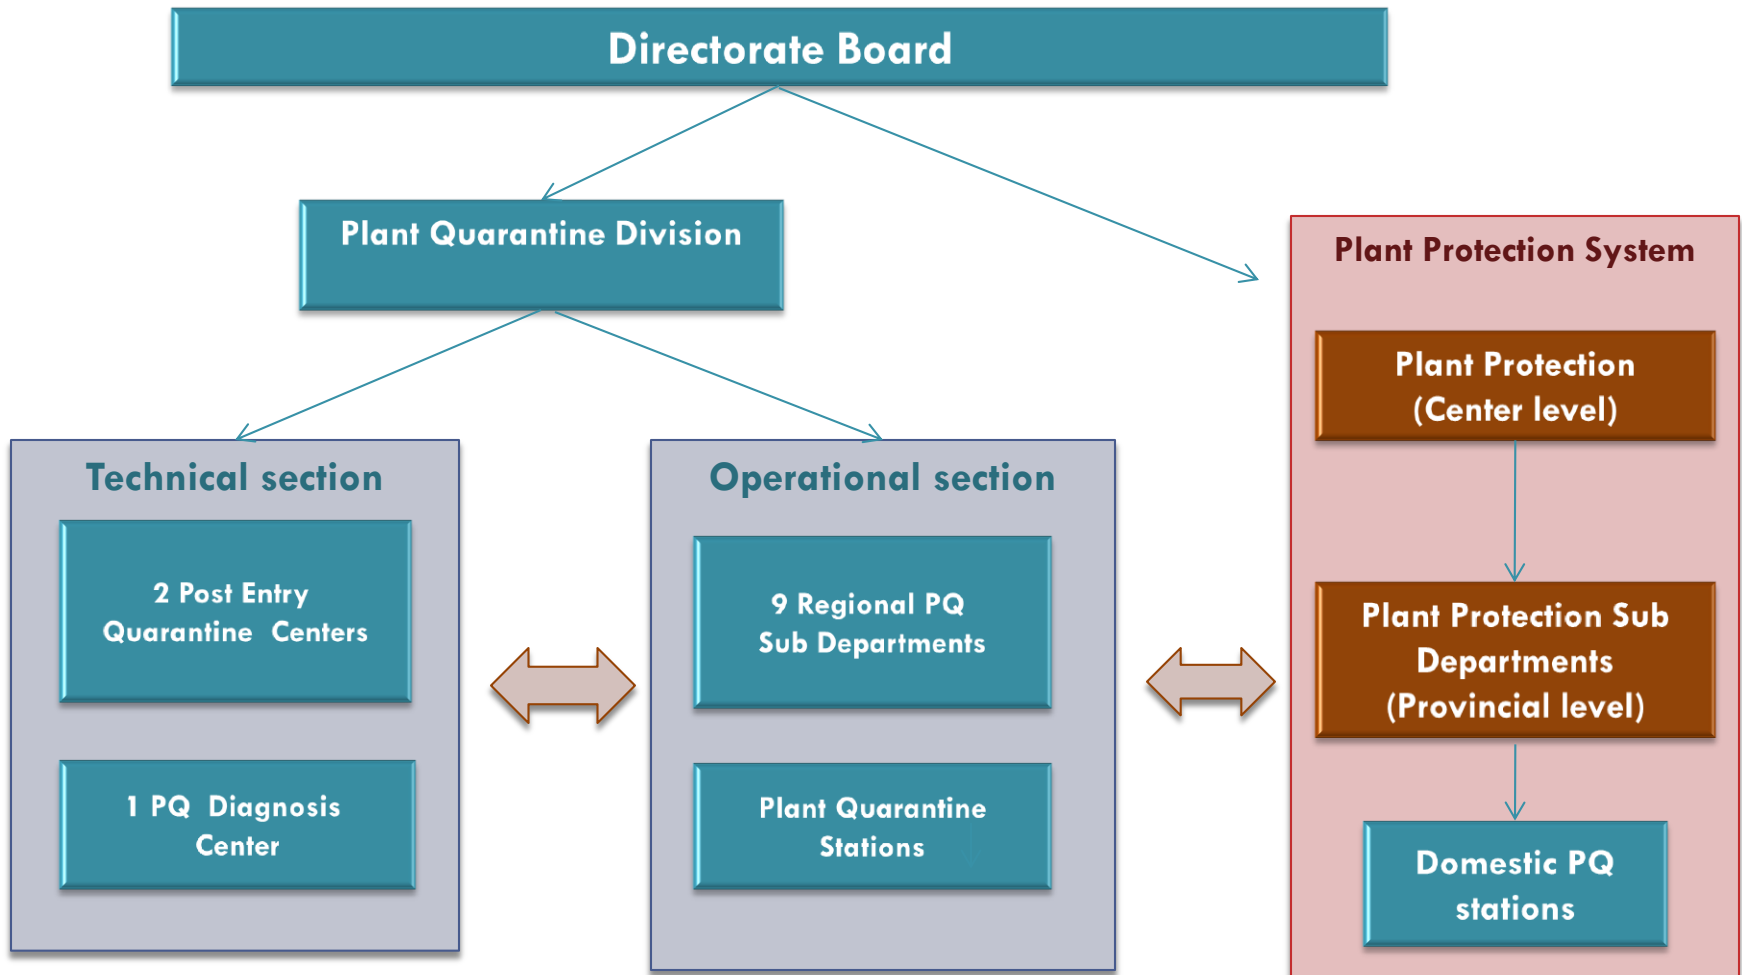 Directorate Board
Plant Quarantine Division
Plant Protection System
Plant Protection
(Center level)
Technical section
Operational section
2 Post Entry
Quarantine Centers
9 Regional PQ
Sub Departments
Plant Protection Sub
Departments
(Provincial level)
1 PQ Diagnosis
Center
Plant Quarantine
Stations
Domestic PQ
stations